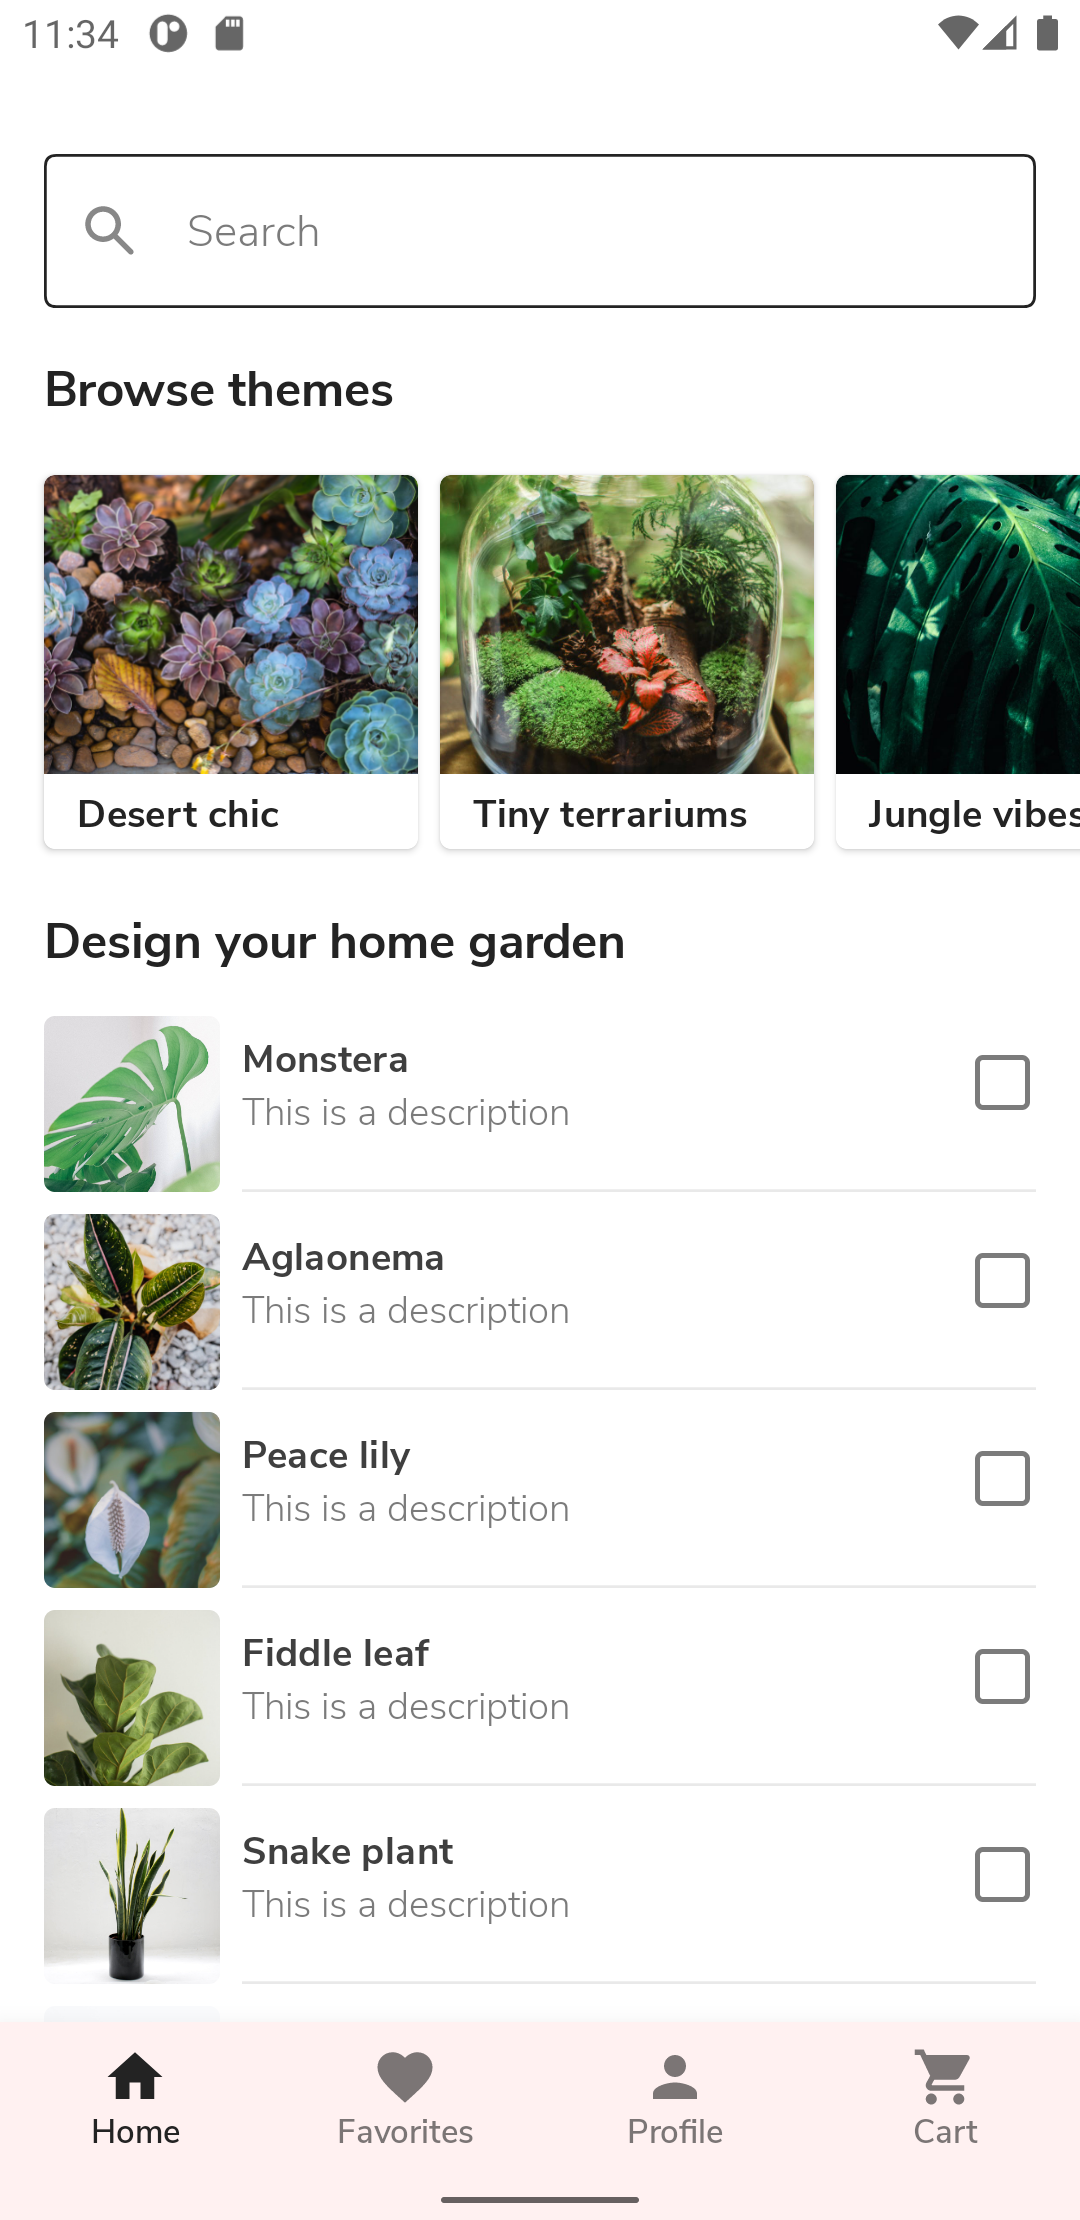 11:34
Search
Browse themes
Desert chic
Tiny terrariums
Jungle vibes
Design your home garden
Monstera
This is a description
Aglaonema
This is a description
Peace lily
This is a description
Fiddle leaf
This is a description
Snake plant
This is a description
Home
Favorites
Profile
Cart